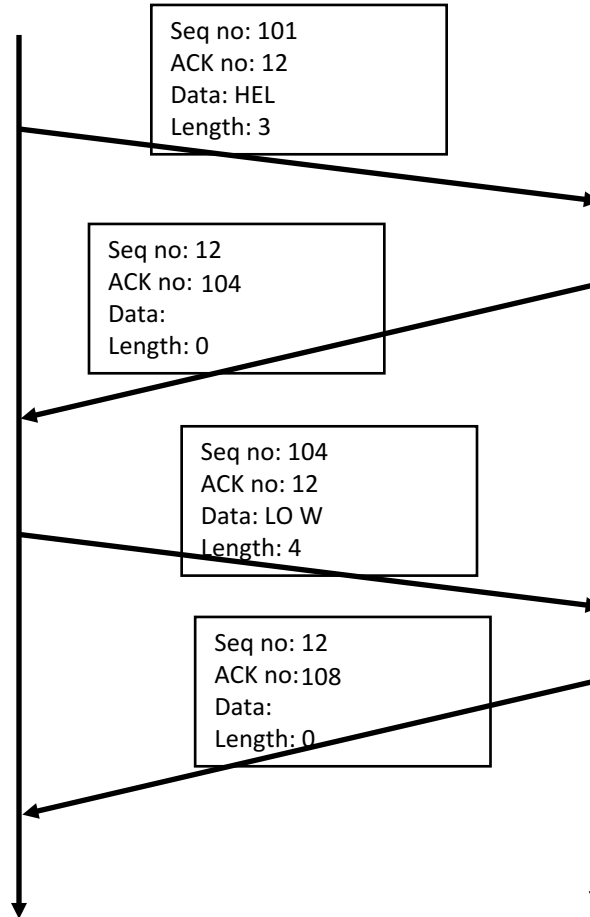 Seq no: 101
ACK no: 12
Data: HEL
Length: 3
Seq no: 12
ACK no: 104
Data:
Length: 0
Seq no: 104
ACK no: 12
Data: LO W
Length: 4
Seq no: 12
ACK no: 108
Data:
Length: 0